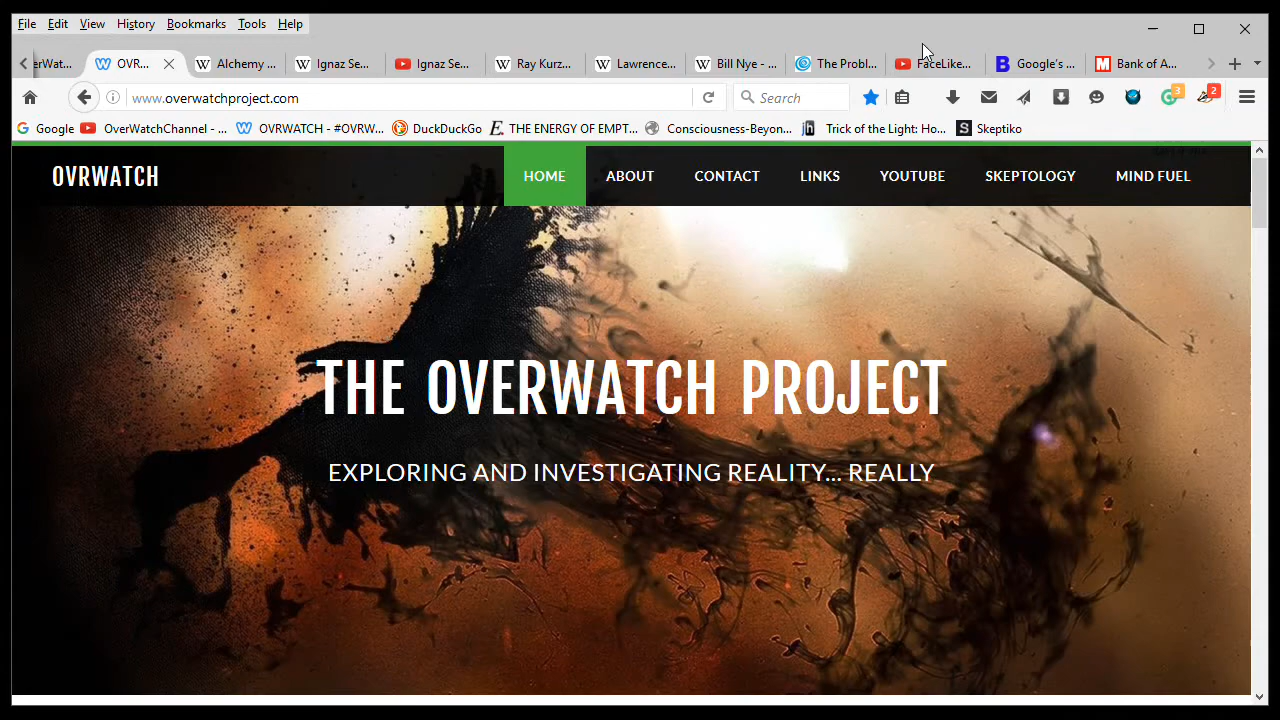 File Edit View History Bookmarks Tools Help
erWat... OVR... Alchemy ... Ignaz Se... Ignaz Se... Ray Kurz... Lawrence... Bill Nye - ... The Probl... FaceLike... Google's ... Bank of A...
www.overwatchproject.com Search 3 2
Google OverWatchChannel - ... OVRWATCH - #OVRW... DuckDuckGo THE ENERGY OF EMPT... Consciousness-Beyon... Trick of the Light: Ho... Skeptiko
OVRWATCH HOME ABOUT CONTACT LINKS YOUTUBE SKEPTOLOGY MIND FUEL
THE OVERWATCH PROJECT
EXPLORING AND INVESTIGATING REALITY... REALLY